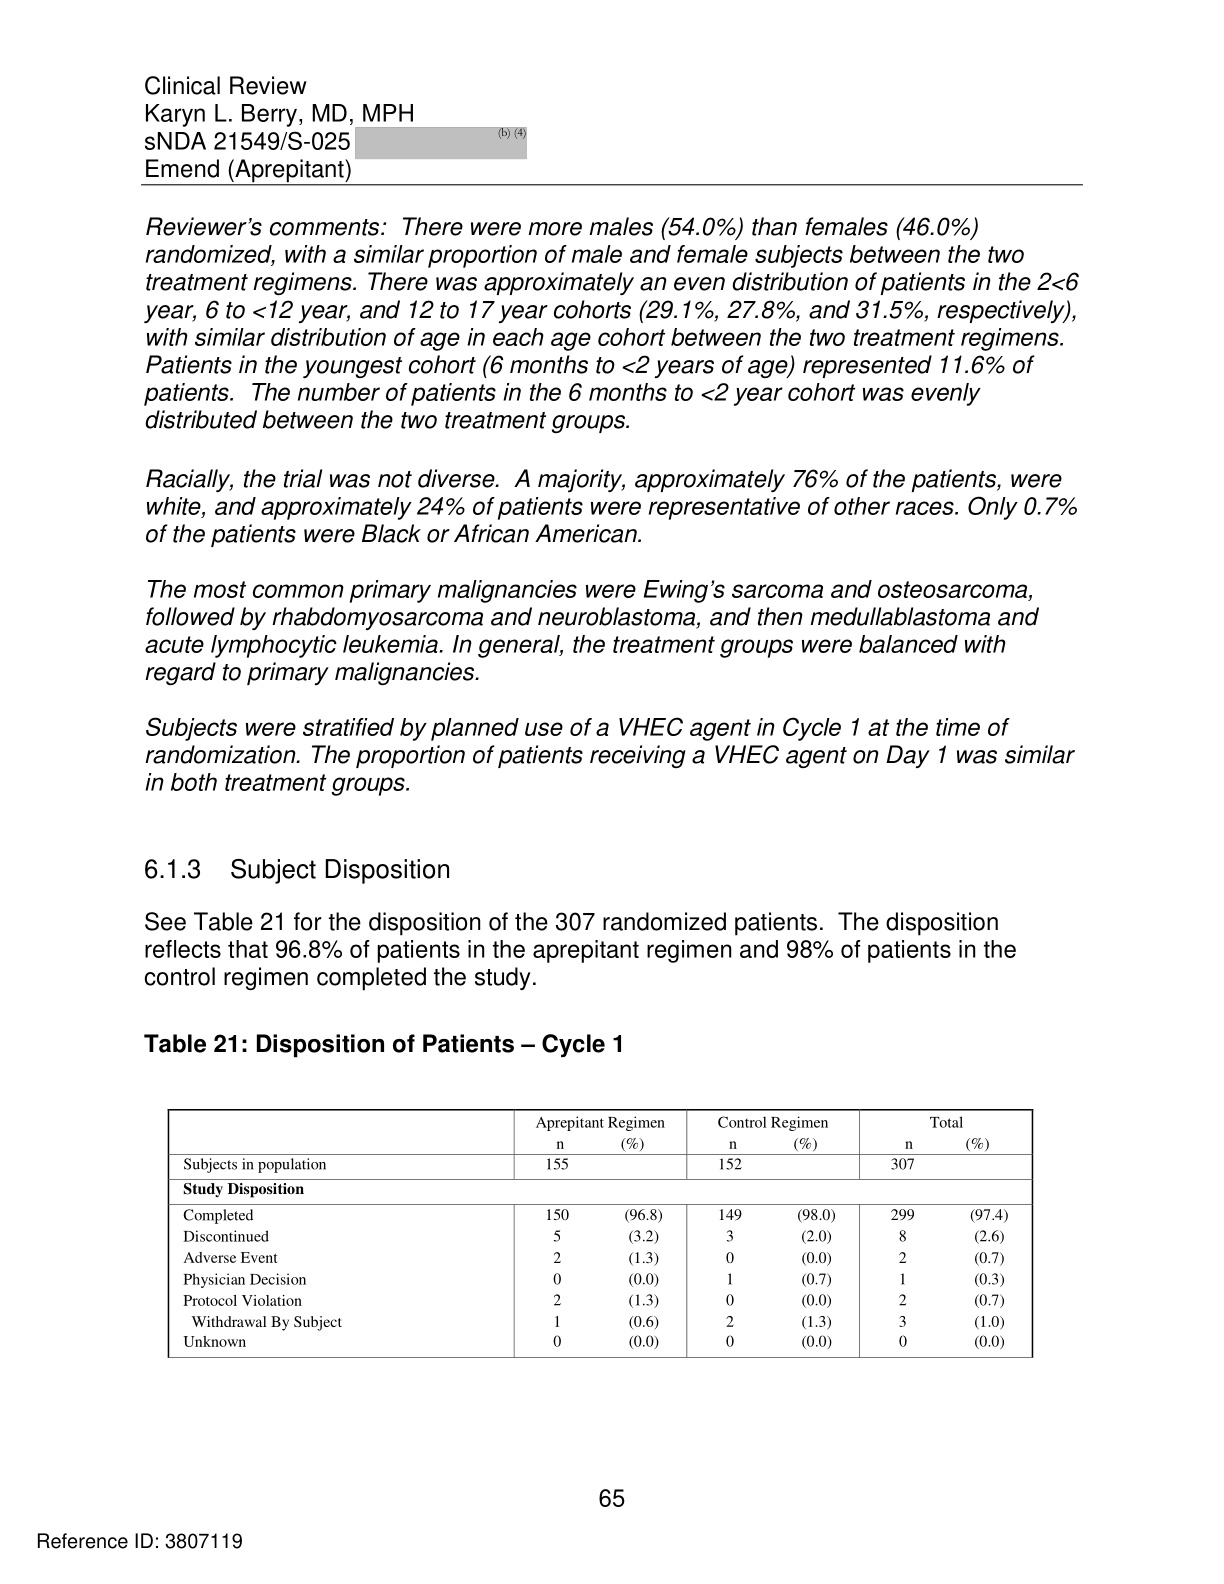 Clinical Review
Karyn L. Berry, MD, MPH
sNDA 21549/S-025 (b) (4)
Emend (Aprepitant)
Reviewer's comments:  There were more males (54.0%) than females (46.0%)
randomized, with a similar proportion of male and female subjects between the two
treatment regimens. There was approximately an even distribution of patients in the 2<6
year, 6 to <12 year, and 12 to 17 year cohorts (29.1%, 27.8%, and 31.5%, respectively),
with similar distribution of age in each age cohort between the two treatment regimens.
Patients in the youngest cohort (6 months to <2 years of age) represented 11.6% of
patients.  The number of patients in the 6 months to <2 year cohort was evenly
distributed between the two treatment groups.
Racially, the trial was not diverse.  A majority, approximately 76% of the patients, were
white, and approximately 24% of patients were representative of other races. Only 0.7%
of the patients were Black or African American.
The most common primary malignancies were Ewing's sarcoma and osteosarcoma,
followed by rhabdomyosarcoma and neuroblastoma, and then medullablastoma and
acute lymphocytic leukemia. In general, the treatment groups were balanced with
regard to primary malignancies.
Subjects were stratified by planned use of a VHEC agent in Cycle 1 at the time of
randomization. The proportion of patients receiving a VHEC agent on Day 1 was similar
in both treatment groups.
6.1.3 Subject Disposition
See Table 21 for the disposition of the 307 randomized patients.  The disposition
reflects that 96.8% of patients in the aprepitant regimen and 98% of patients in the
control regimen completed the study.
Table 21: Disposition of Patients – Cycle 1
Aprepitant Regimen Control Regimen Total
n (%) n (%) n (%)
Subjects in population 155 152 307
Study Disposition
Completed 150 (96.8) 149 (98.0) 299 (97.4)
Discontinued 5 (3.2) 3 (2.0) 8 (2.6)
Adverse Event 2 (1.3) 0 (0.0) 2 (0.7)
Physician Decision 0 (0.0) 1 (0.7) 1 (0.3)
Protocol Violation 2 (1.3) 0 (0.0) 2 (0.7)
Withdrawal By Subject 1 (0.6) 2 (1.3) 3 (1.0)
Unknown 0 (0.0) 0 (0.0) 0 (0.0)
65
Reference ID: 3807119